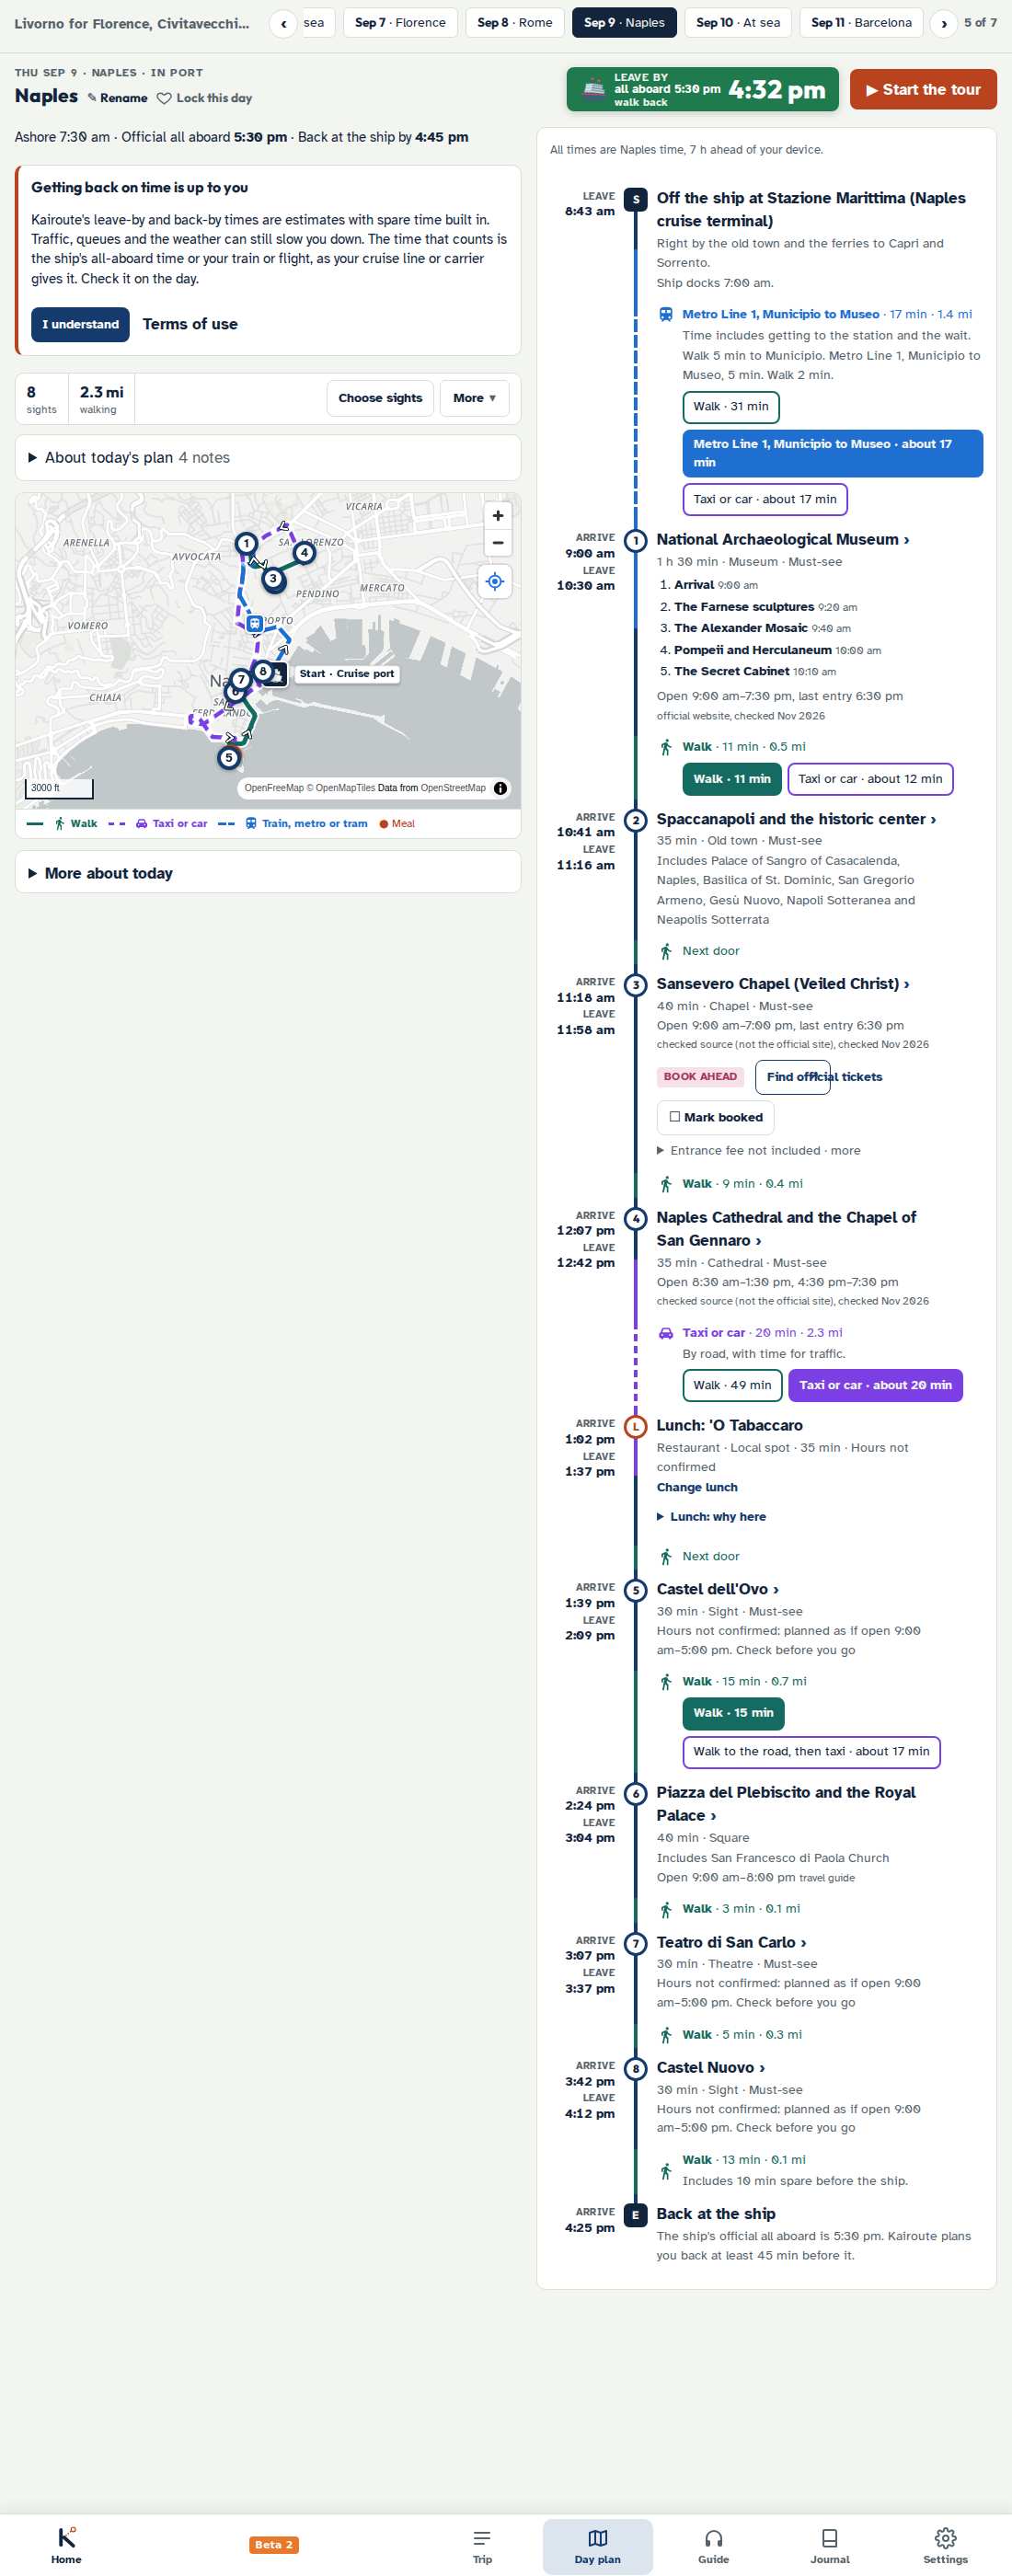 Livorno for Florence, Civitavecchi...
‹
sea
Sep 7 · Florence
Sep 8 · Rome
Sep 9 · Naples
Sep 10 · At sea
Sep 11 · Barcelona
›
5 of 7
THU SEP 9 · NAPLES · IN PORT
Naples ✎ Rename ♡ Lock this day
LEAVE BY
all aboard 5:30 pm
walk back
4:32 pm
▶ Start the tour
Ashore 7:30 am · Official all aboard 5:30 pm · Back at the ship by 4:45 pm
Getting back on time is up to you
Kairoute's leave-by and back-by times are estimates with spare time built in.
Traffic, queues and the weather can still slow you down. The time that counts is
the ship's all-aboard time or your train or flight, as your cruise line or carrier
gives it. Check it on the day.
I understand
Terms of use
8
sights
2.3 mi
walking
Choose sights
More ▼
▶ About today's plan 4 notes
VICARIA
ARENELLA
AVVOCATA
PENDINO
MERCATO
VOMERO
CHIAIA
+
−
1
4
3
8
7
6
5
Start · Cruise port
3000 ft
OpenFreeMap © OpenMapTiles Data from OpenStreetMap
Walk
Taxi or car
Train, metro or tram
Meal
▶ More about today
All times are Naples time, 7 h ahead of your device.
LEAVE
8:43 am
S
Off the ship at Stazione Marittima (Naples
cruise terminal)
Right by the old town and the ferries to Capri and
Sorrento.
Ship docks 7:00 am.
Metro Line 1, Municipio to Museo · 17 min · 1.4 mi
Time includes getting to the station and the wait.
Walk 5 min to Municipio. Metro Line 1, Municipio to
Museo, 5 min. Walk 2 min.
Walk · 31 min
Metro Line 1, Municipio to Museo · about 17
min
Taxi or car · about 17 min
ARRIVE
9:00 am
LEAVE
10:30 am
1
National Archaeological Museum ›
1 h 30 min · Museum · Must-see
1. Arrival 9:00 am
2. The Farnese sculptures 9:20 am
3. The Alexander Mosaic 9:40 am
4. Pompeii and Herculaneum 10:00 am
5. The Secret Cabinet 10:10 am
Open 9:00 am–7:30 pm, last entry 6:30 pm
official website, checked Nov 2026
Walk · 11 min · 0.5 mi
Walk · 11 min
Taxi or car · about 12 min
ARRIVE
10:41 am
LEAVE
11:16 am
2
Spaccanapoli and the historic center ›
35 min · Old town · Must-see
Includes Palace of Sangro of Casacalenda,
Naples, Basilica of St. Dominic, San Gregorio
Armeno, Gesù Nuovo, Napoli Sotteranea and
Neapolis Sotterrata
Next door
ARRIVE
11:18 am
LEAVE
11:58 am
3
Sansevero Chapel (Veiled Christ) ›
40 min · Chapel · Must-see
Open 9:00 am–7:00 pm, last entry 6:30 pm
checked source (not the official site), checked Nov 2026
BOOK AHEAD
Find official tickets
☐ Mark booked
▶ Entrance fee not included · more
Walk · 9 min · 0.4 mi
ARRIVE
12:07 pm
LEAVE
12:42 pm
4
Naples Cathedral and the Chapel of
San Gennaro ›
35 min · Cathedral · Must-see
Open 8:30 am–1:30 pm, 4:30 pm–7:30 pm
checked source (not the official site), checked Nov 2026
Taxi or car · 20 min · 2.3 mi
By road, with time for traffic.
Walk · 49 min
Taxi or car · about 20 min
ARRIVE
1:02 pm
LEAVE
1:37 pm
L
Lunch: 'O Tabaccaro
Restaurant · Local spot · 35 min · Hours not
confirmed
Change lunch
▶ Lunch: why here
Next door
ARRIVE
1:39 pm
LEAVE
2:09 pm
5
Castel dell'Ovo ›
30 min · Sight · Must-see
Hours not confirmed: planned as if open 9:00
am–5:00 pm. Check before you go
Walk · 15 min · 0.7 mi
Walk · 15 min
Walk to the road, then taxi · about 17 min
ARRIVE
2:24 pm
LEAVE
3:04 pm
6
Piazza del Plebiscito and the Royal
Palace ›
40 min · Square
Includes San Francesco di Paola Church
Open 9:00 am–8:00 pm travel guide
Walk · 3 min · 0.1 mi
ARRIVE
3:07 pm
LEAVE
3:37 pm
7
Teatro di San Carlo ›
30 min · Theatre · Must-see
Hours not confirmed: planned as if open 9:00
am–5:00 pm. Check before you go
Walk · 5 min · 0.3 mi
ARRIVE
3:42 pm
LEAVE
4:12 pm
8
Castel Nuovo ›
30 min · Sight · Must-see
Hours not confirmed: planned as if open 9:00
am–5:00 pm. Check before you go
Walk · 13 min · 0.1 mi
Includes 10 min spare before the ship.
ARRIVE
4:25 pm
E
Back at the ship
The ship's official all aboard is 5:30 pm. Kairoute plans
you back at least 45 min before it.
Home
Beta 2
Trip
Day plan
Guide
Journal
Settings